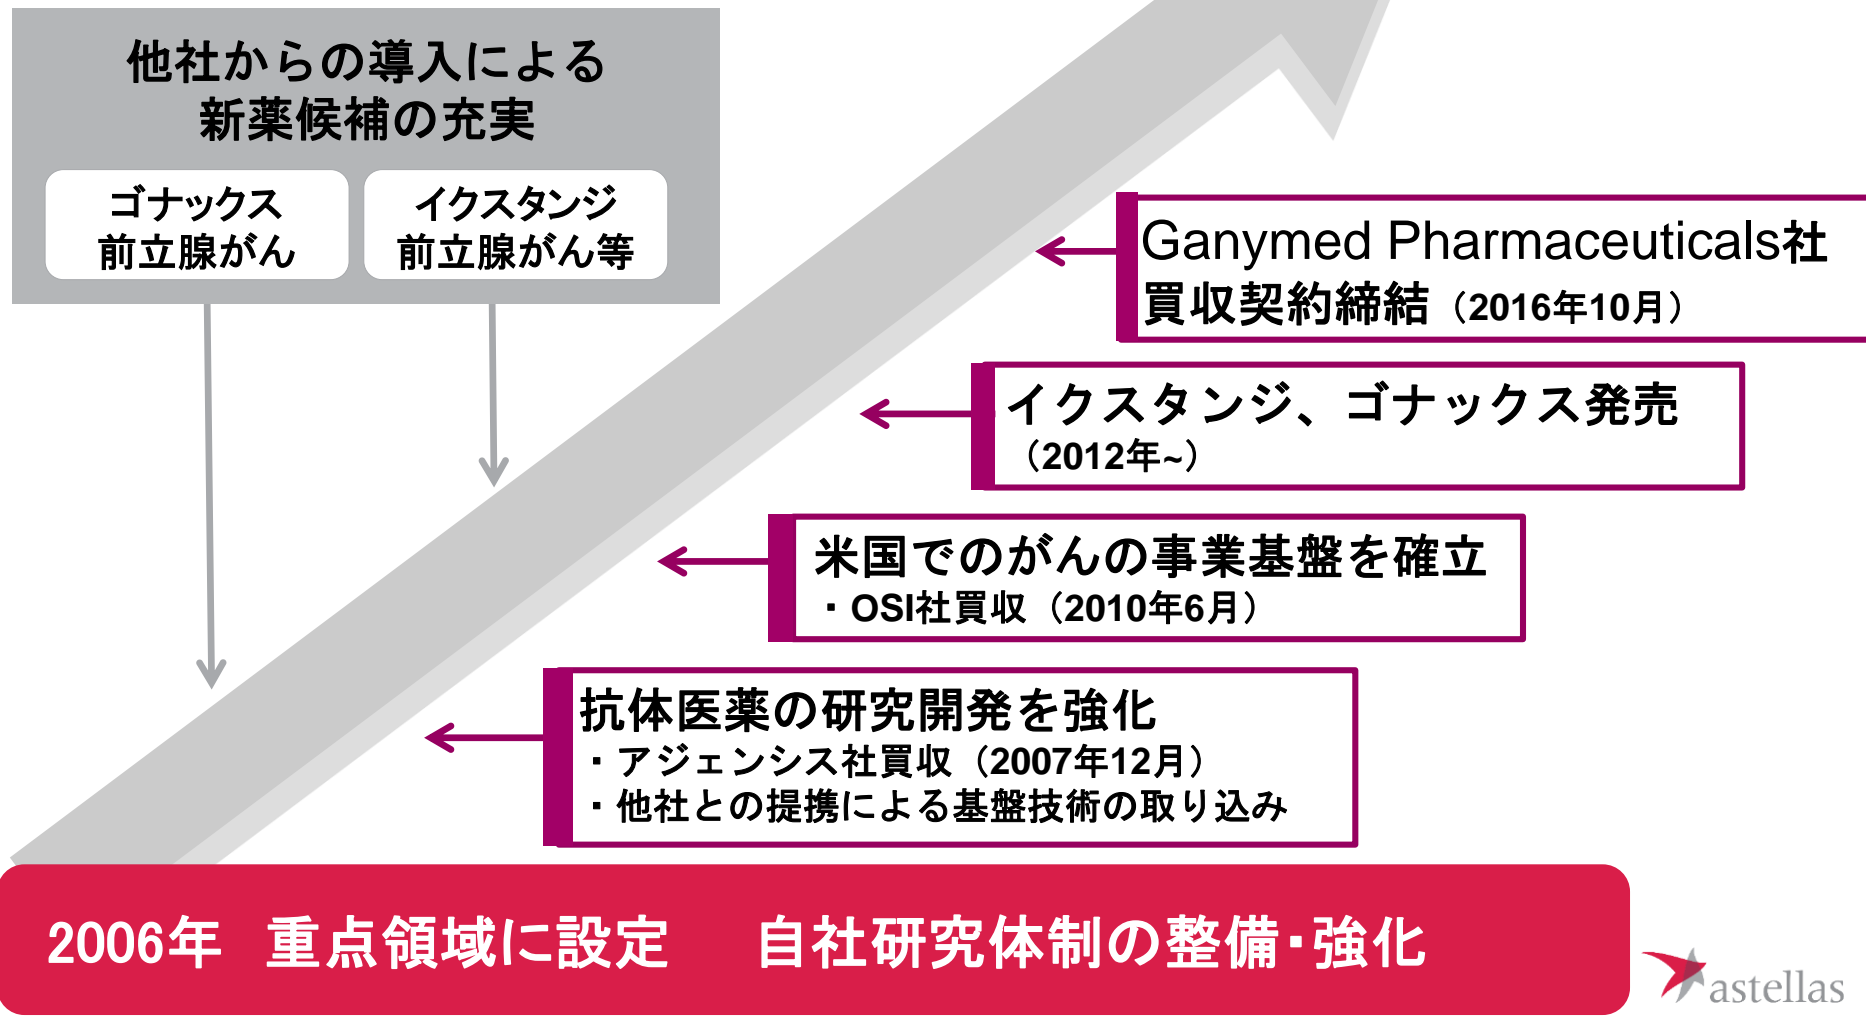 他社からの導入による
新薬候補の充実
ゴナックス
前立腺がん
イクスタンジ
前立腺がん等
Ganymed Pharmaceuticals社
買収契約締結（2016年10月）
イクスタンジ、ゴナックス発売
（2012年~）
米国でのがんの事業基盤を確立
・OSI社買収（2010年6月）
抗体医薬の研究開発を強化
・アジェンシス社買収（2007年12月）
・他社との提携による基盤技術の取り込み
2006年　重点領域に設定　自社研究体制の整備・強化
astellas